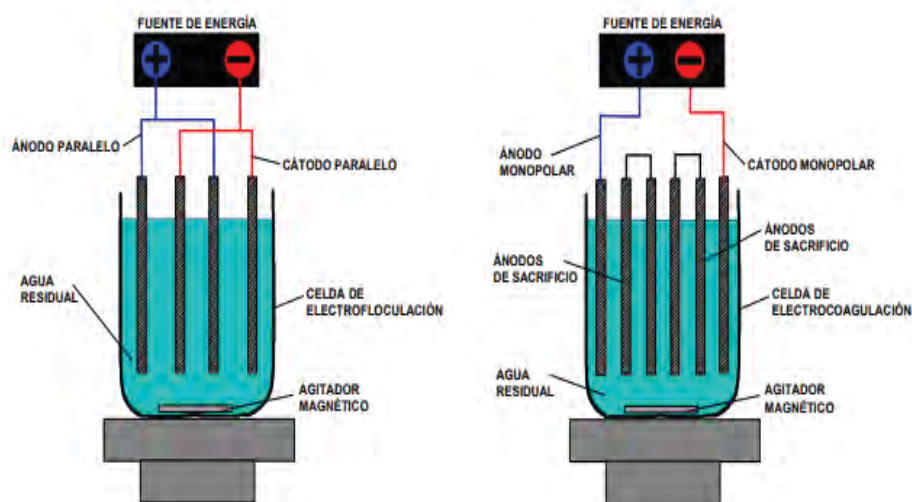 FUENTE DE ENERGÍA
+
−
ÁNODO PARALELO
CÁTODO PARALELO
AGUA
RESIDUAL
CELDA DE
ELECTROFLOCULACIÓN
AGITADOR
MAGNÉTICO
FUENTE DE ENERGÍA
+
−
ÁNODO
MONOPOLAR
CÁTODO MONOPOLAR
ÁNODOS
DE SACRIFICIO
ÁNODOS
DE SACRIFICIO
CELDA DE
ELECTROCOAGULACIÓN
AGUA
RESIDUAL
AGITADOR
MAGNÉTICO